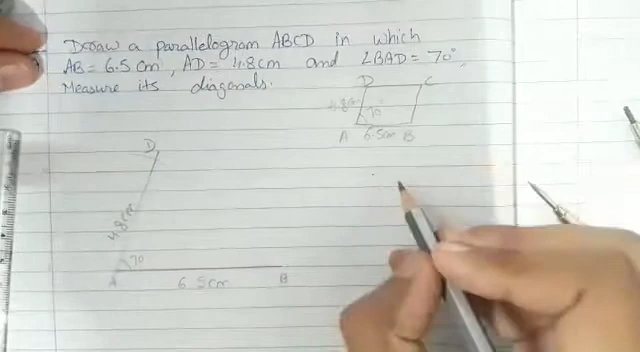 Draw a parallelogram ABCD in which
AB = 6.5 cm, AD = 4.8cm and ∠BAD = 70°.
Measure its diagonals.
D C
4.8cm 70°
A 6.5cm B
D
4.8cm
70
A 6.5cm B